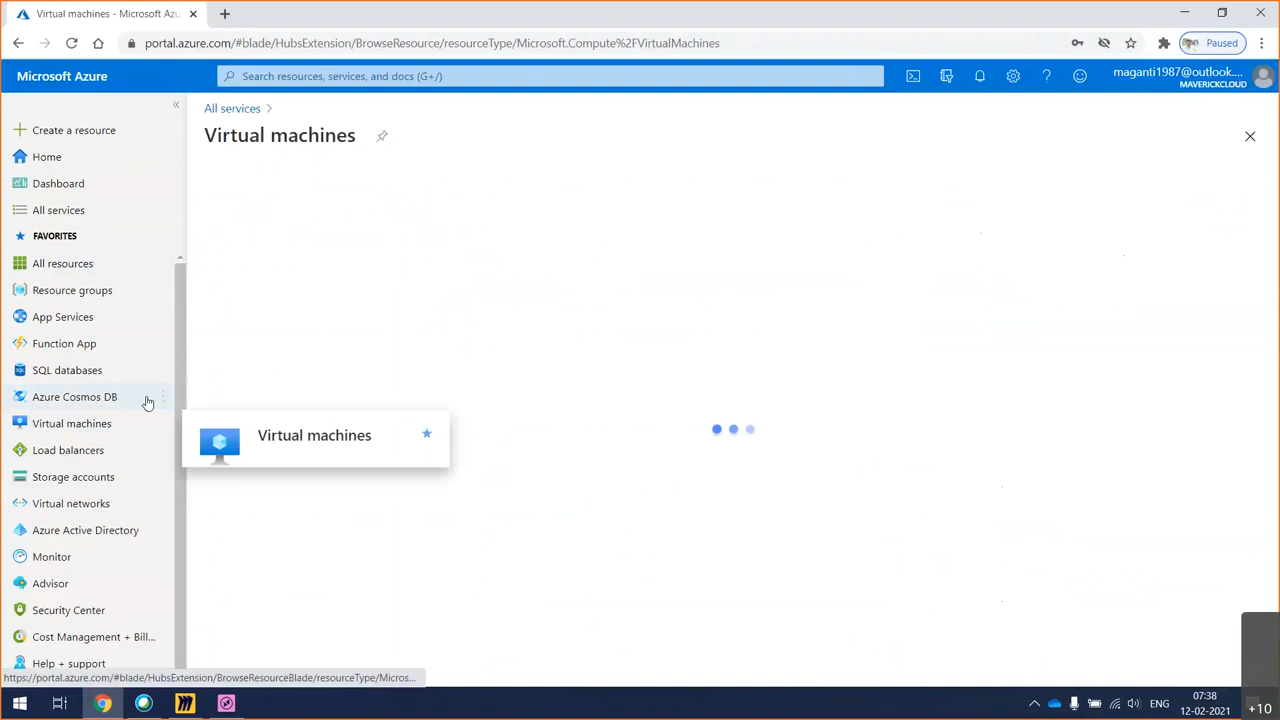 Virtual machines - Microsoft Azu
portal.azure.com/#blade/HubsExtension/BrowseResource/resourceType/Microsoft.Compute%2FVirtualMachines
Paused
Microsoft Azure
Search resources, services, and docs (G+/)
maganti1987@outlook....
MAVERICKCLOUD
Create a resource
Home
Dashboard
All services
FAVORITES
All resources
Resource groups
App Services
Function App
SQL databases
Azure Cosmos DB
Virtual machines
Load balancers
Storage accounts
Virtual networks
Azure Active Directory
Monitor
Advisor
Security Center
Cost Management + Bill...
Help + support
All services
Virtual machines
Virtual machines
https://portal.azure.com/#blade/HubsExtension/BrowseResourceBlade/resourceType/Micros...
ENG
07:38
12-02-2021
+10